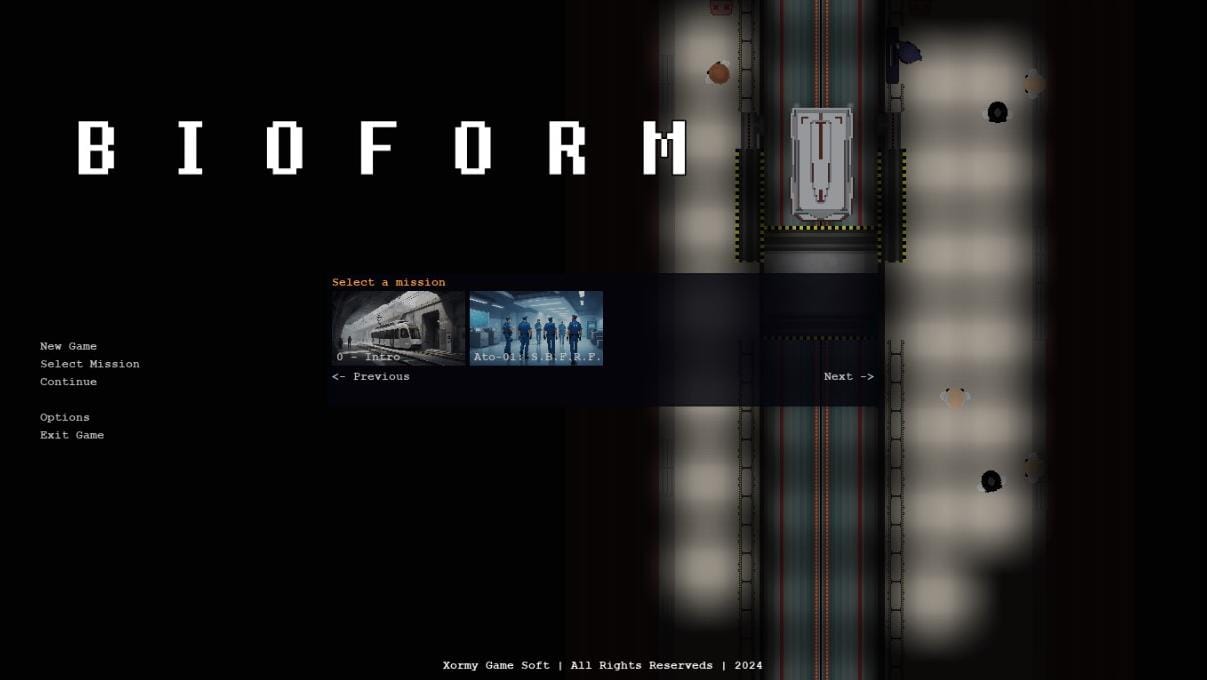 B I O F O R M
Select a mission
0 - Intro
Ato-01: S.B.F.R.F.
<- Previous
Next ->
New Game
Select Mission
Continue
Options
Exit Game
Xormy Game Soft | All Rights Reserveds | 2024